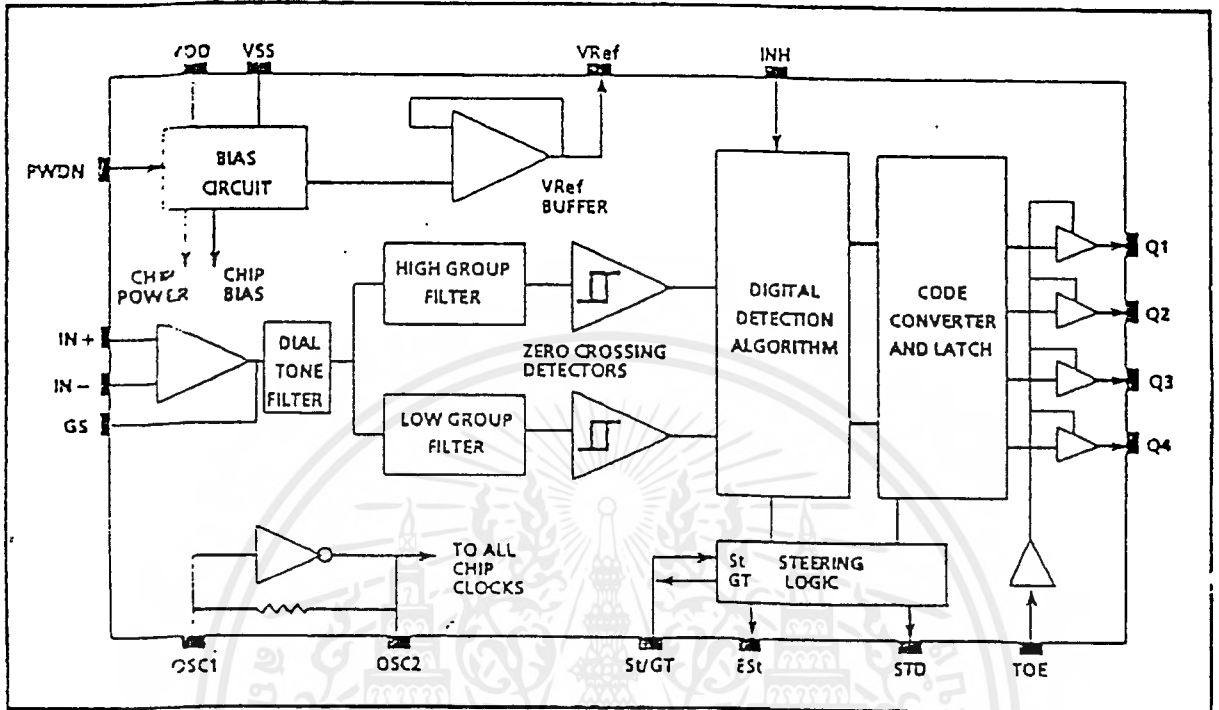 VDD VSS VRef INH
PWDN
BIAS
CIRCUIT
VRef
BUFFER
CHIP
POWER
CHIP
BIAS
HIGH GROUP
FILTER
DIGITAL
DETECTION
ALGORITHM
CODE
CONVERTER
AND LATCH
Q1
Q2
Q3
Q4
IN +
IN -
GS
DIAL
TONE
FILTER
ZERO CROSSING
DETECTORS
LOW GROUP
FILTER
TO ALL
CHIP
CLOCKS
St
GT
STEERING
LOGIC
OSC1 OSC2 St/GT ESt STD TOE